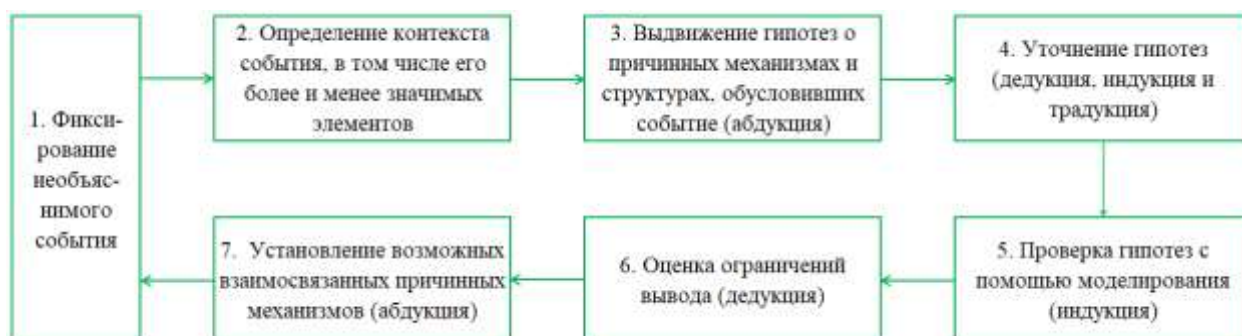 1. Фикси-
рование
необъяс-
нимого
события
2. Определение контекста
события, в том числе его
более и менее значимых
элементов
3. Выдвижение гипотез о
причинных механизмах и
структурах, обусловивших
событие (абдукция)
4. Уточнение гипотез
(дедукция, индукция и
традукция)
5. Проверка гипотез с
помощью моделирования
(индукция)
6. Оценка ограничений
вывода (дедукция)
7. Установление возможных
взаимосвязанных причинных
механизмов (абдукция)